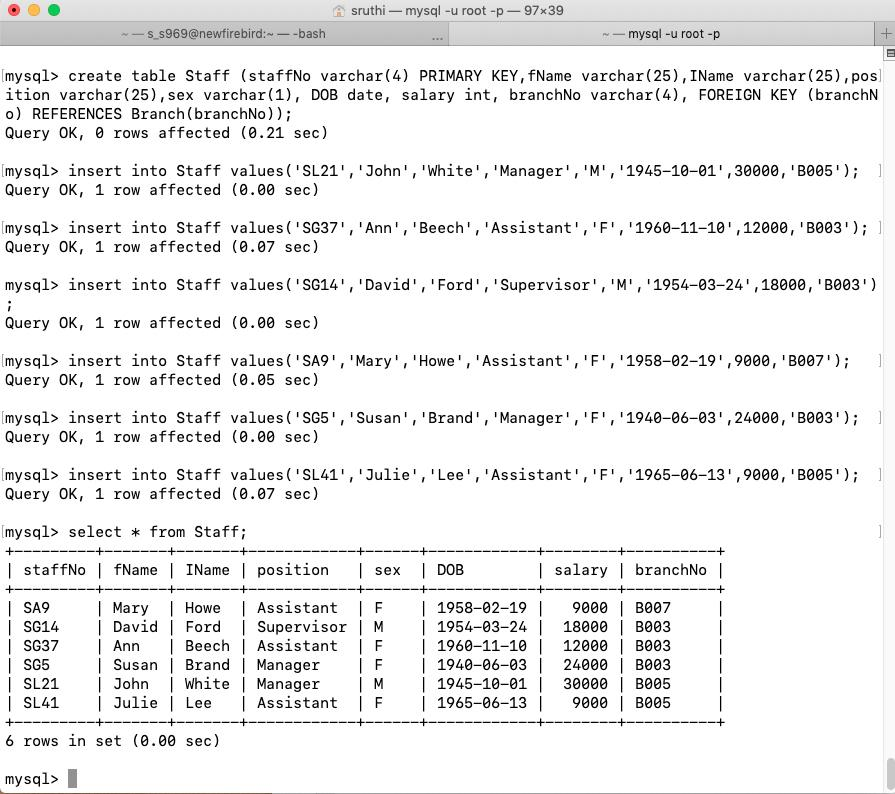 sruthi — mysql -u root -p — 97×39
~ — s_s969@newfirebird:~ — -bash ...
~ — mysql -u root -p +
[mysql> create table Staff (staffNo varchar(4) PRIMARY KEY,fName varchar(25),IName varchar(25),pos]
ition varchar(25),sex varchar(1), DOB date, salary int, branchNo varchar(4), FOREIGN KEY (branchN
o) REFERENCES Branch(branchNo));
Query OK, 0 rows affected (0.21 sec)
[mysql> insert into Staff values('SL21','John','White','Manager','M','1945-10-01',30000,'B005'); ]
Query OK, 1 row affected (0.00 sec)
[mysql> insert into Staff values('SG37','Ann','Beech','Assistant','F','1960-11-10',12000,'B003'); ]
Query OK, 1 row affected (0.07 sec)
mysql> insert into Staff values('SG14','David','Ford','Supervisor','M','1954-03-24',18000,'B003')
;
Query OK, 1 row affected (0.00 sec)
[mysql> insert into Staff values('SA9','Mary','Howe','Assistant','F','1958-02-19',9000,'B007'); ]
Query OK, 1 row affected (0.05 sec)
[mysql> insert into Staff values('SG5','Susan','Brand','Manager','F','1940-06-03',24000,'B003'); ]
Query OK, 1 row affected (0.00 sec)
[mysql> insert into Staff values('SL41','Julie','Lee','Assistant','F','1965-06-13',9000,'B005'); ]
Query OK, 1 row affected (0.07 sec)
[mysql> select * from Staff; ]
+---------+-------+-------+------------+------+------------+--------+----------+
| staffNo | fName | IName | position   | sex  | DOB        | salary | branchNo |
+---------+-------+-------+------------+------+------------+--------+----------+
| SA9     | Mary  | Howe  | Assistant  | F    | 1958-02-19 |   9000 | B007     |
| SG14    | David | Ford  | Supervisor | M    | 1954-03-24 |  18000 | B003     |
| SG37    | Ann   | Beech | Assistant  | F    | 1960-11-10 |  12000 | B003     |
| SG5     | Susan | Brand | Manager    | F    | 1940-06-03 |  24000 | B003     |
| SL21    | John  | White | Manager    | M    | 1945-10-01 |  30000 | B005     |
| SL41    | Julie | Lee   | Assistant  | F    | 1965-06-13 |   9000 | B005     |
+---------+-------+-------+------------+------+------------+--------+----------+
6 rows in set (0.00 sec)
mysql>